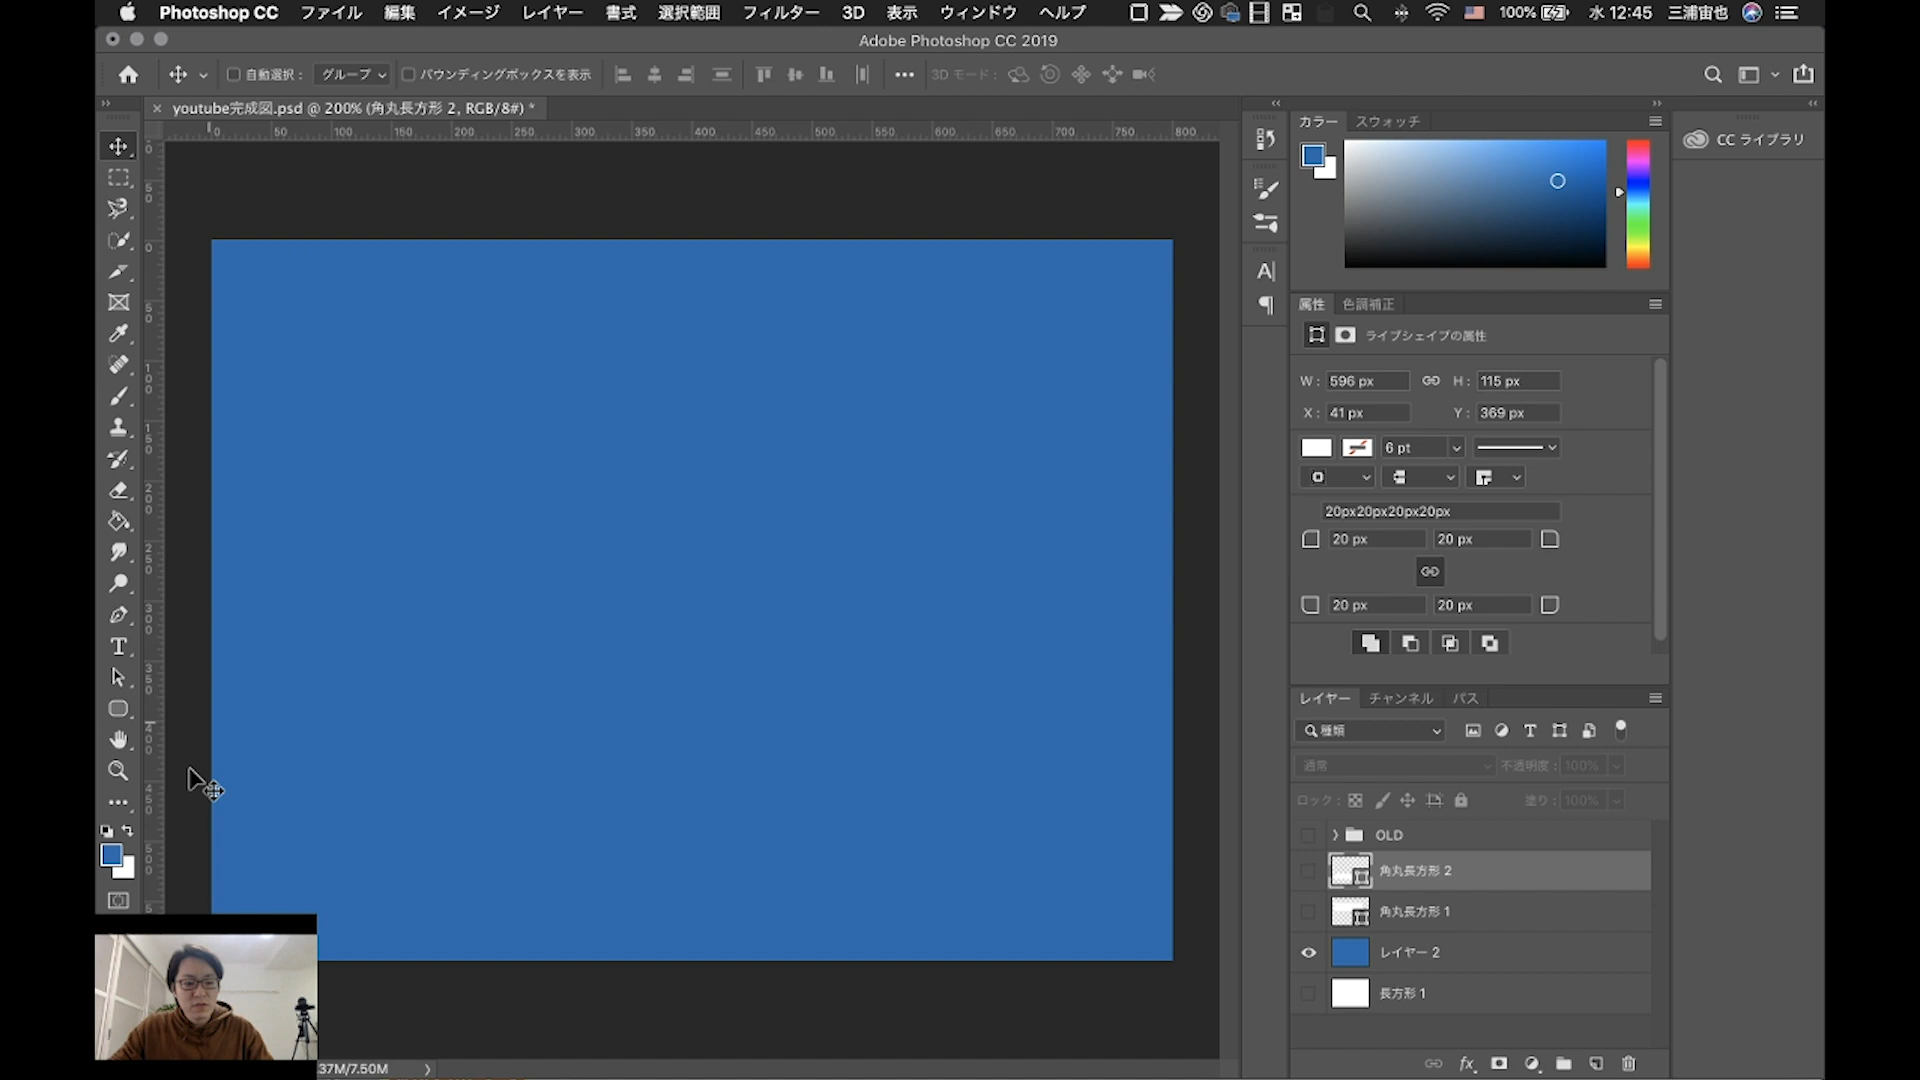 Photoshop CC ファイル 編集 イメージ レイヤー 書式 選択範囲 フィルター 3D 表示 ウィンドウ ヘルプ 100% 水 12:45 三浦宙也
Adobe Photoshop CC 2019
自動選択： グループ バウンディングボックスを表示 3D モード：
× youtube完成図.psd @ 200% (角丸長方形 2, RGB/8#) *
0 50 100 150 200 250 300 350 400 450 500 550 600 650 700 750 800
カラー スウォッチ
CC ライブラリ
属性 色調補正
ライブシェイプの属性
W: 596 px H: 115 px
X: 41 px Y: 369 px
6 pt
20px20px20px20px
20 px 20 px
20 px 20 px
レイヤー チャンネル パス
種類
通常 不透明度： 100%
ロック： 塗り： 100%
OLD
角丸長方形 2
角丸長方形 1
レイヤー 2
長方形 1
fx
37M/7.50M